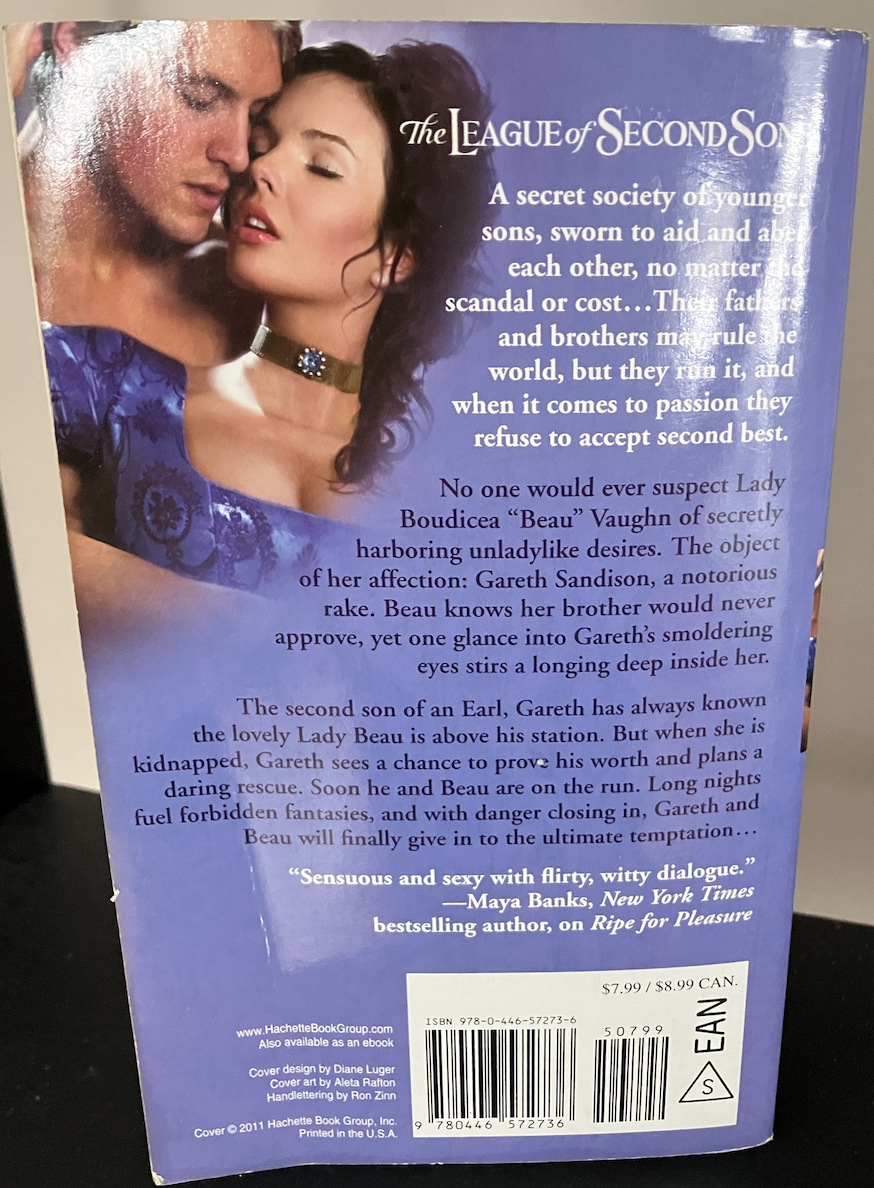 The LEAGUE of SECOND SON
A secret society of younger
sons, sworn to aid and abet
each other, no matter the
scandal or cost…Their fathers
and brothers may rule the
world, but they run it, and
when it comes to passion they
refuse to accept second best.
No one would ever suspect Lady
Boudicea “Beau” Vaughn of secretly
harboring unladylike desires. The object
of her affection: Gareth Sandison, a notorious
rake. Beau knows her brother would never
approve, yet one glance into Gareth’s smoldering
eyes stirs a longing deep inside her.
The second son of an Earl, Gareth has always known
the lovely Lady Beau is above his station. But when she is
kidnapped, Gareth sees a chance to prove his worth and plans a
daring rescue. Soon he and Beau are on the run. Long nights
fuel forbidden fantasies, and with danger closing in, Gareth and
Beau will finally give in to the ultimate temptation…
“Sensuous and sexy with flirty, witty dialogue.”
—Maya Banks, New York Times
bestselling author, on Ripe for Pleasure
www.HachetteBookGroup.com
Also available as an ebook
Cover design by Diane Luger
Cover art by Aleta Rafton
Handlettering by Ron Zinn
Cover © 2011 Hachette Book Group, Inc.
Printed in the U.S.A.
$7.99 / $8.99 CAN.
ISBN 978-0-446-57273-6
50799
9 780446 572736
EAN
S